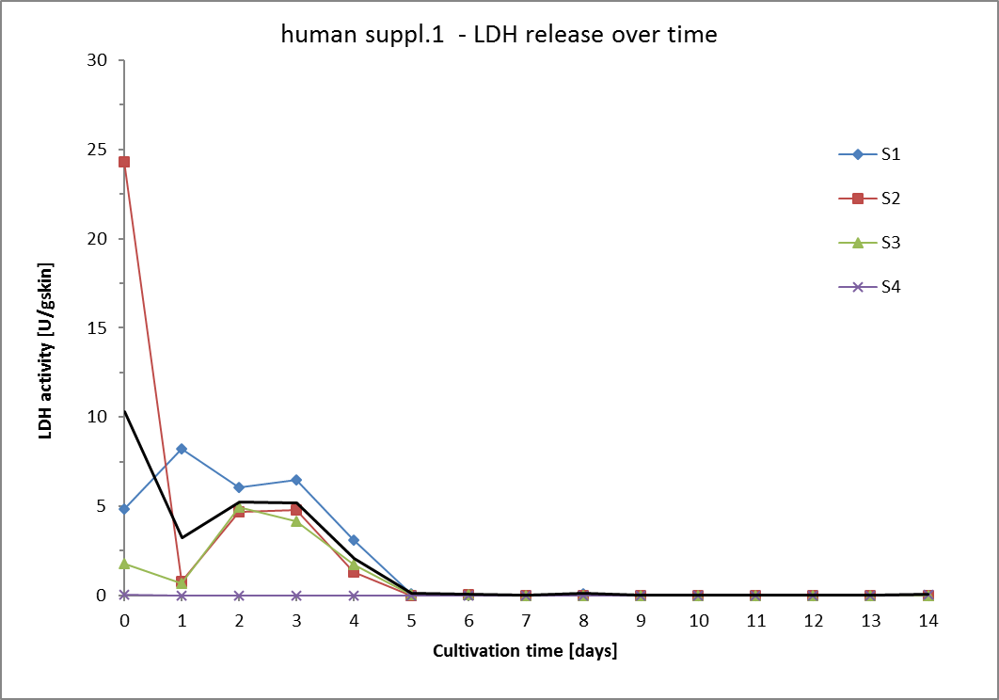 human suppl.1 - LDH release over time
30
25
20
15
10
5
0
LDH activity [U/gskin]
S1
S2
S3
S4
0 1 2 3 4 5 6 7 8 9 10 11 12 13 14
Cultivation time [days]